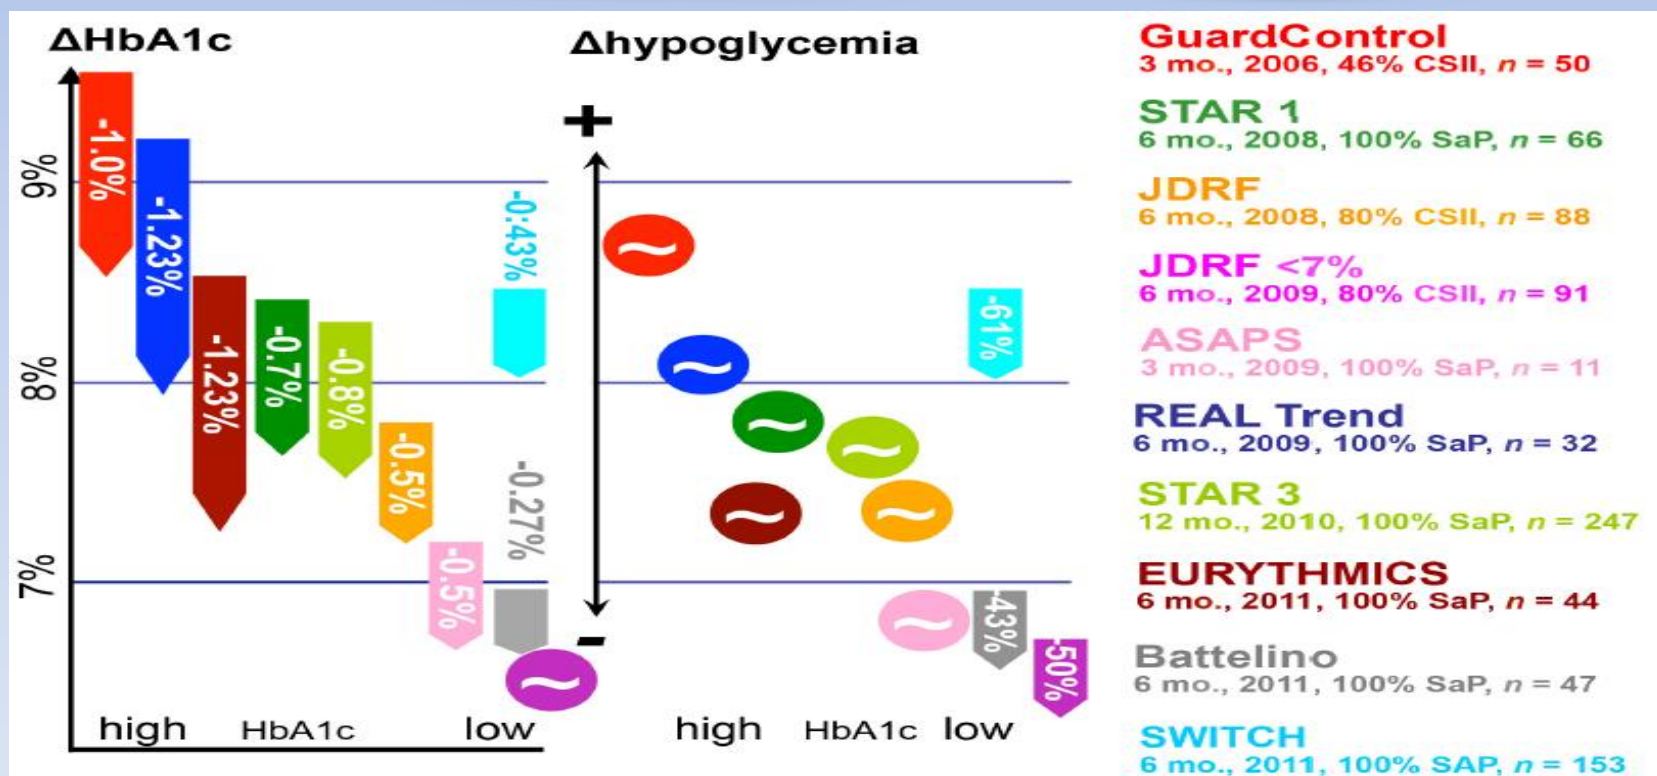 ΔHbA1c
9%
8%
7%
-1.0%
-1.23%
-1.23%
-0.7%
-0.8%
-0.5%
-0.5%
-0:43%
-0.27%
~
high HbA1c low
Δhypoglycemia
+
-
~
~
~
~
~
~
~
-61%
-43%
-50%
high HbA1c low
GuardControl
3 mo., 2006, 46% CSII, n = 50
STAR 1
6 mo., 2008, 100% SaP, n = 66
JDRF
6 mo., 2008, 80% CSII, n = 88
JDRF <7%
6 mo., 2009, 80% CSII, n = 91
ASAPS
3 mo., 2009, 100% SaP, n = 11
REAL Trend
6 mo., 2009, 100% SaP, n = 32
STAR 3
12 mo., 2010, 100% SaP, n = 247
EURYTHMICS
6 mo., 2011, 100% SaP, n = 44
Battelino
6 mo., 2011, 100% SaP, n = 47
SWITCH
6 mo., 2011, 100% SAP, n = 153